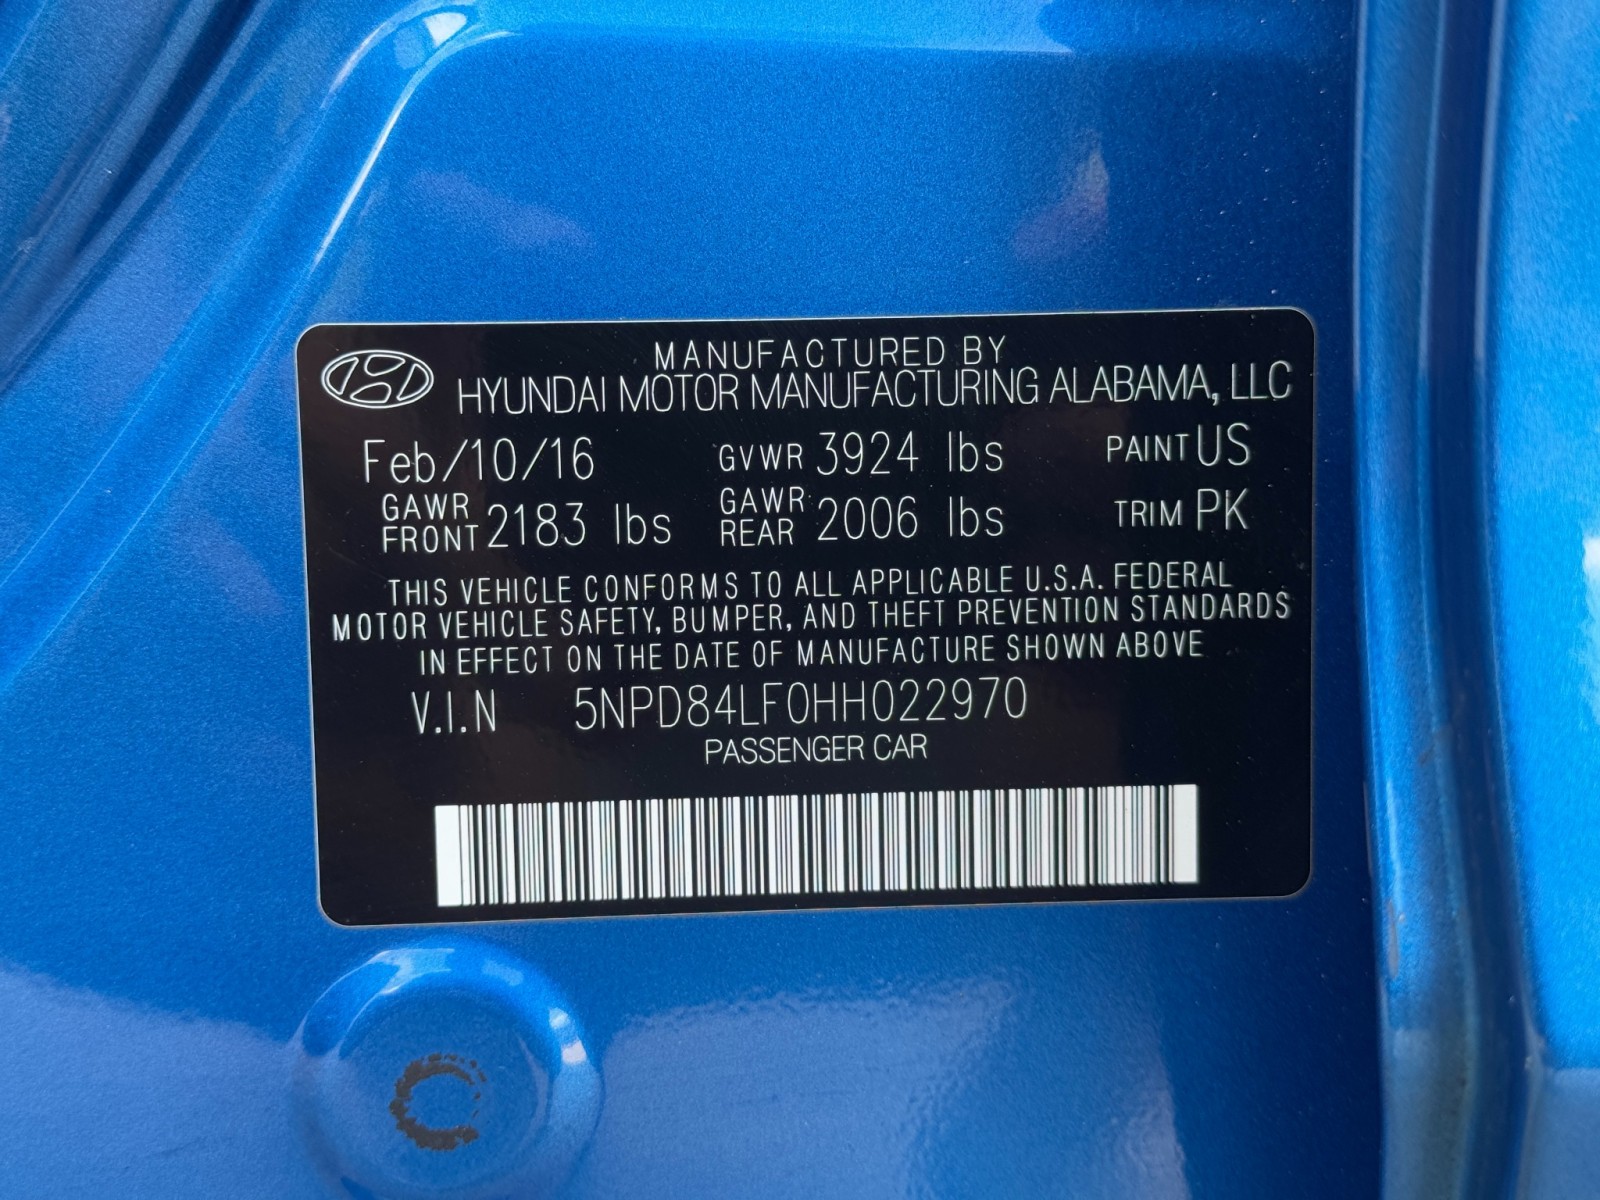 MANUFACTURED BY
HYUNDAI MOTOR MANUFACTURING ALABAMA, LLC
Feb/10/16 GVWR 3924 lbs PAINT US
GAWR FRONT 2183 lbs GAWR REAR 2006 lbs TRIM PK
THIS VEHICLE CONFORMS TO ALL APPLICABLE U.S.A. FEDERAL
MOTOR VEHICLE SAFETY, BUMPER, AND THEFT PREVENTION STANDARDS
IN EFFECT ON THE DATE OF MANUFACTURE SHOWN ABOVE
V.I.N 5NPD84LF0HH022970
PASSENGER CAR